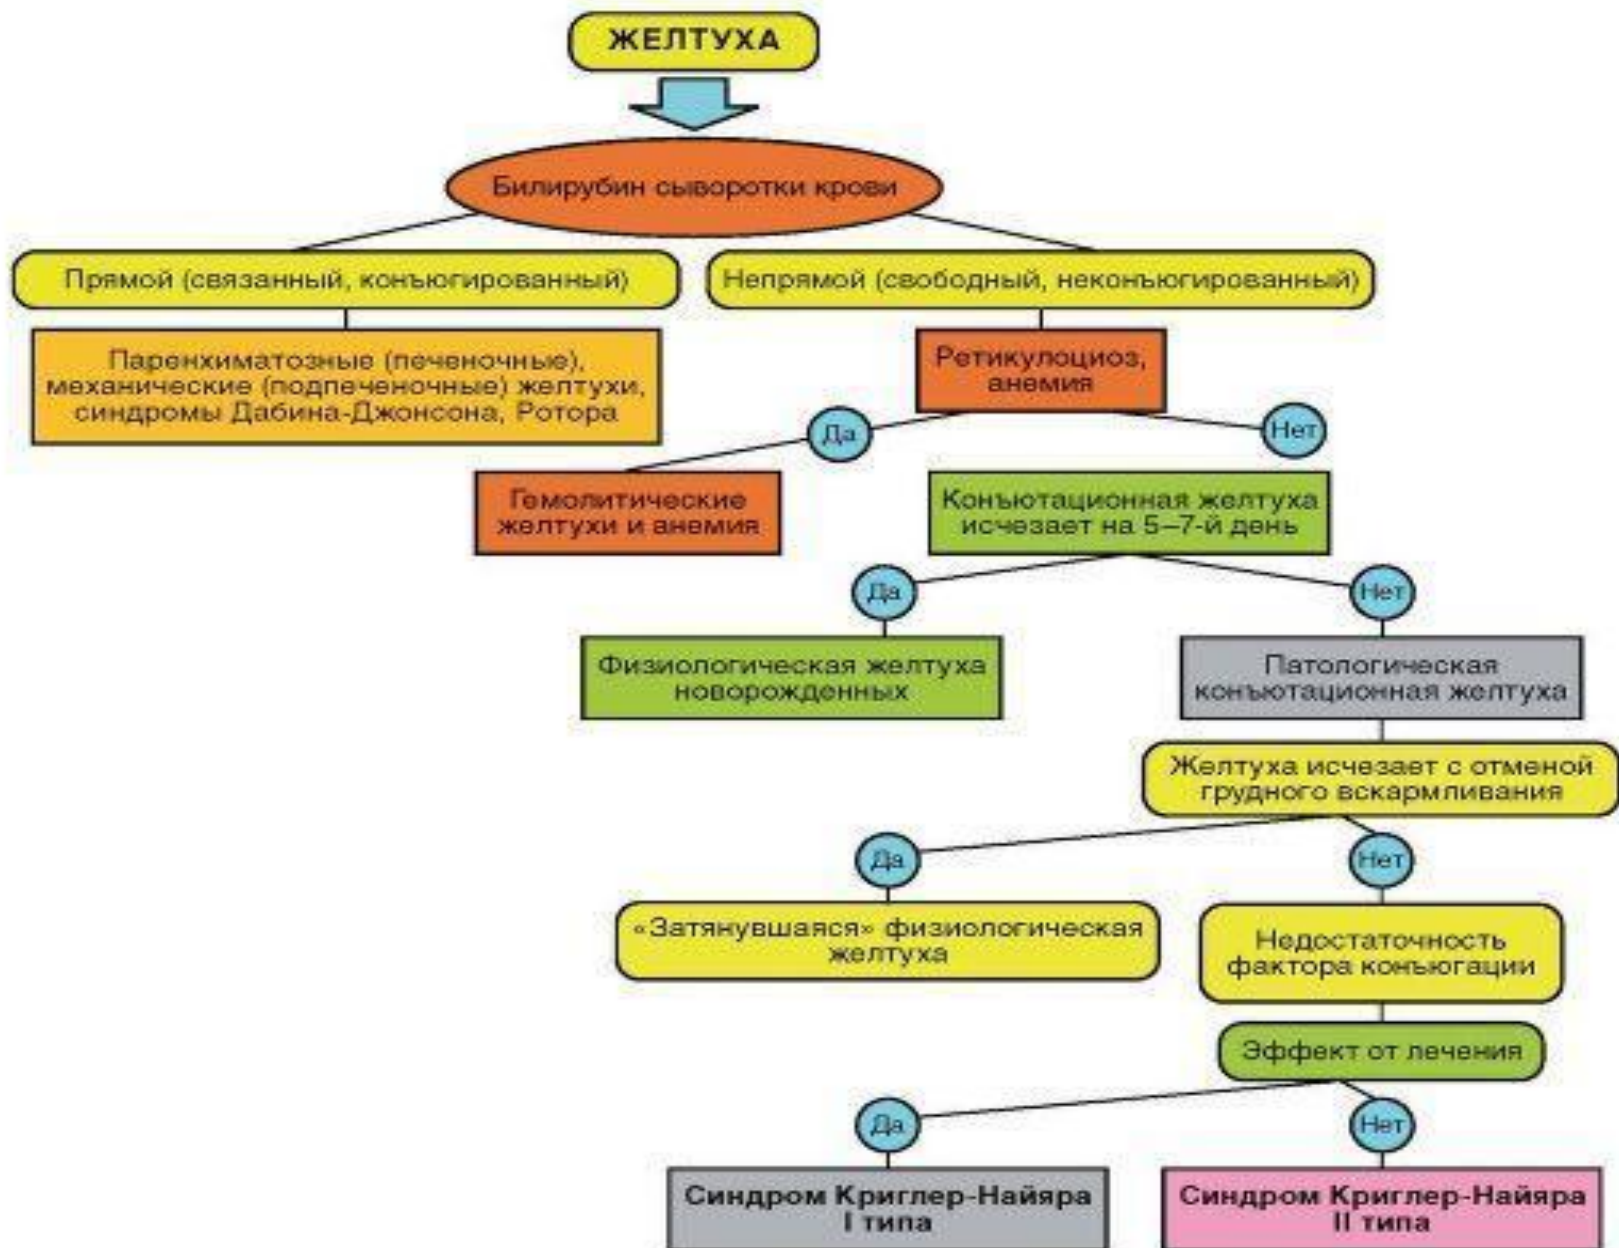 ЖЕЛТУХА
Билирубин сыворотки крови
Прямой (связанный, конъюгированный)
Непрямой (свободный, неконъюгированный)
Паренхиматозные (печеночные),
механические (подпеченочные) желтухи,
синдромы Дабина-Джонсона, Ротора
Ретикулоциоз,
анемия
Да
Нет
Гемолитические
желтухи и анемия
Конъютационная желтуха
исчезает на 5–7-й день
Да
Нет
Физиологическая желтуха
новорожденных
Патологическая
конъютационная желтуха
Желтуха исчезает с отменой
грудного вскармливания
Да
Нет
«Затянувшаяся» физиологическая
желтуха
Недостаточность
фактора конъюгации
Эффект от лечения
Да
Нет
Синдром Криглер-Найяра
I типа
Синдром Криглер-Найяра
II типа